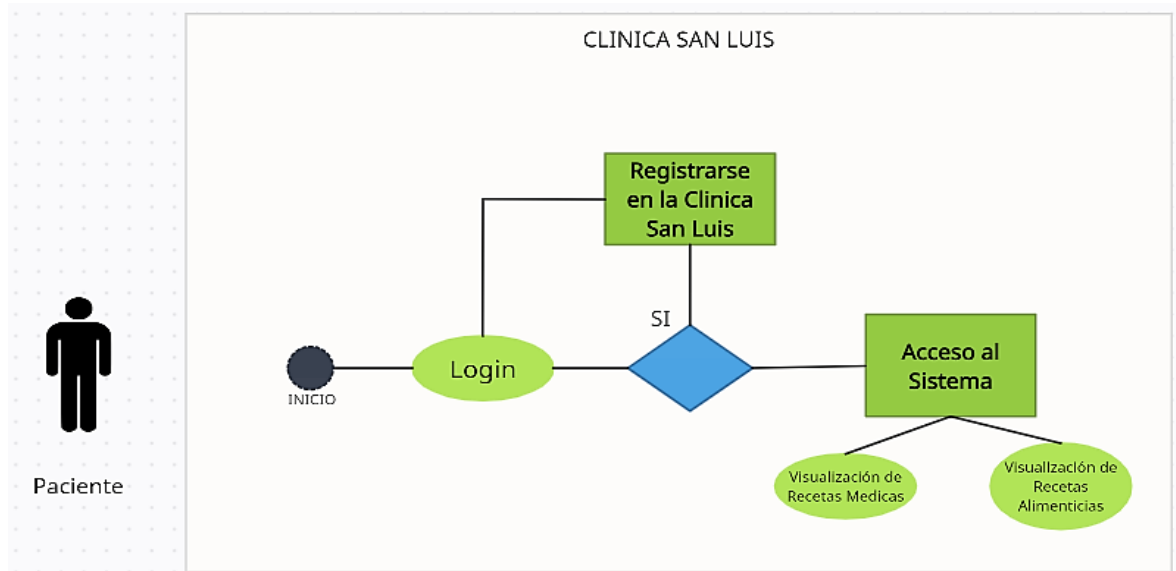 CLINICA SAN LUIS
Registrarse
en la Clinica
San Luis
SI
Login
INICIO
Acceso al
Sistema
Visualización de
Recetas Medicas
Visualización de
Recetas
Alimenticias
Paciente